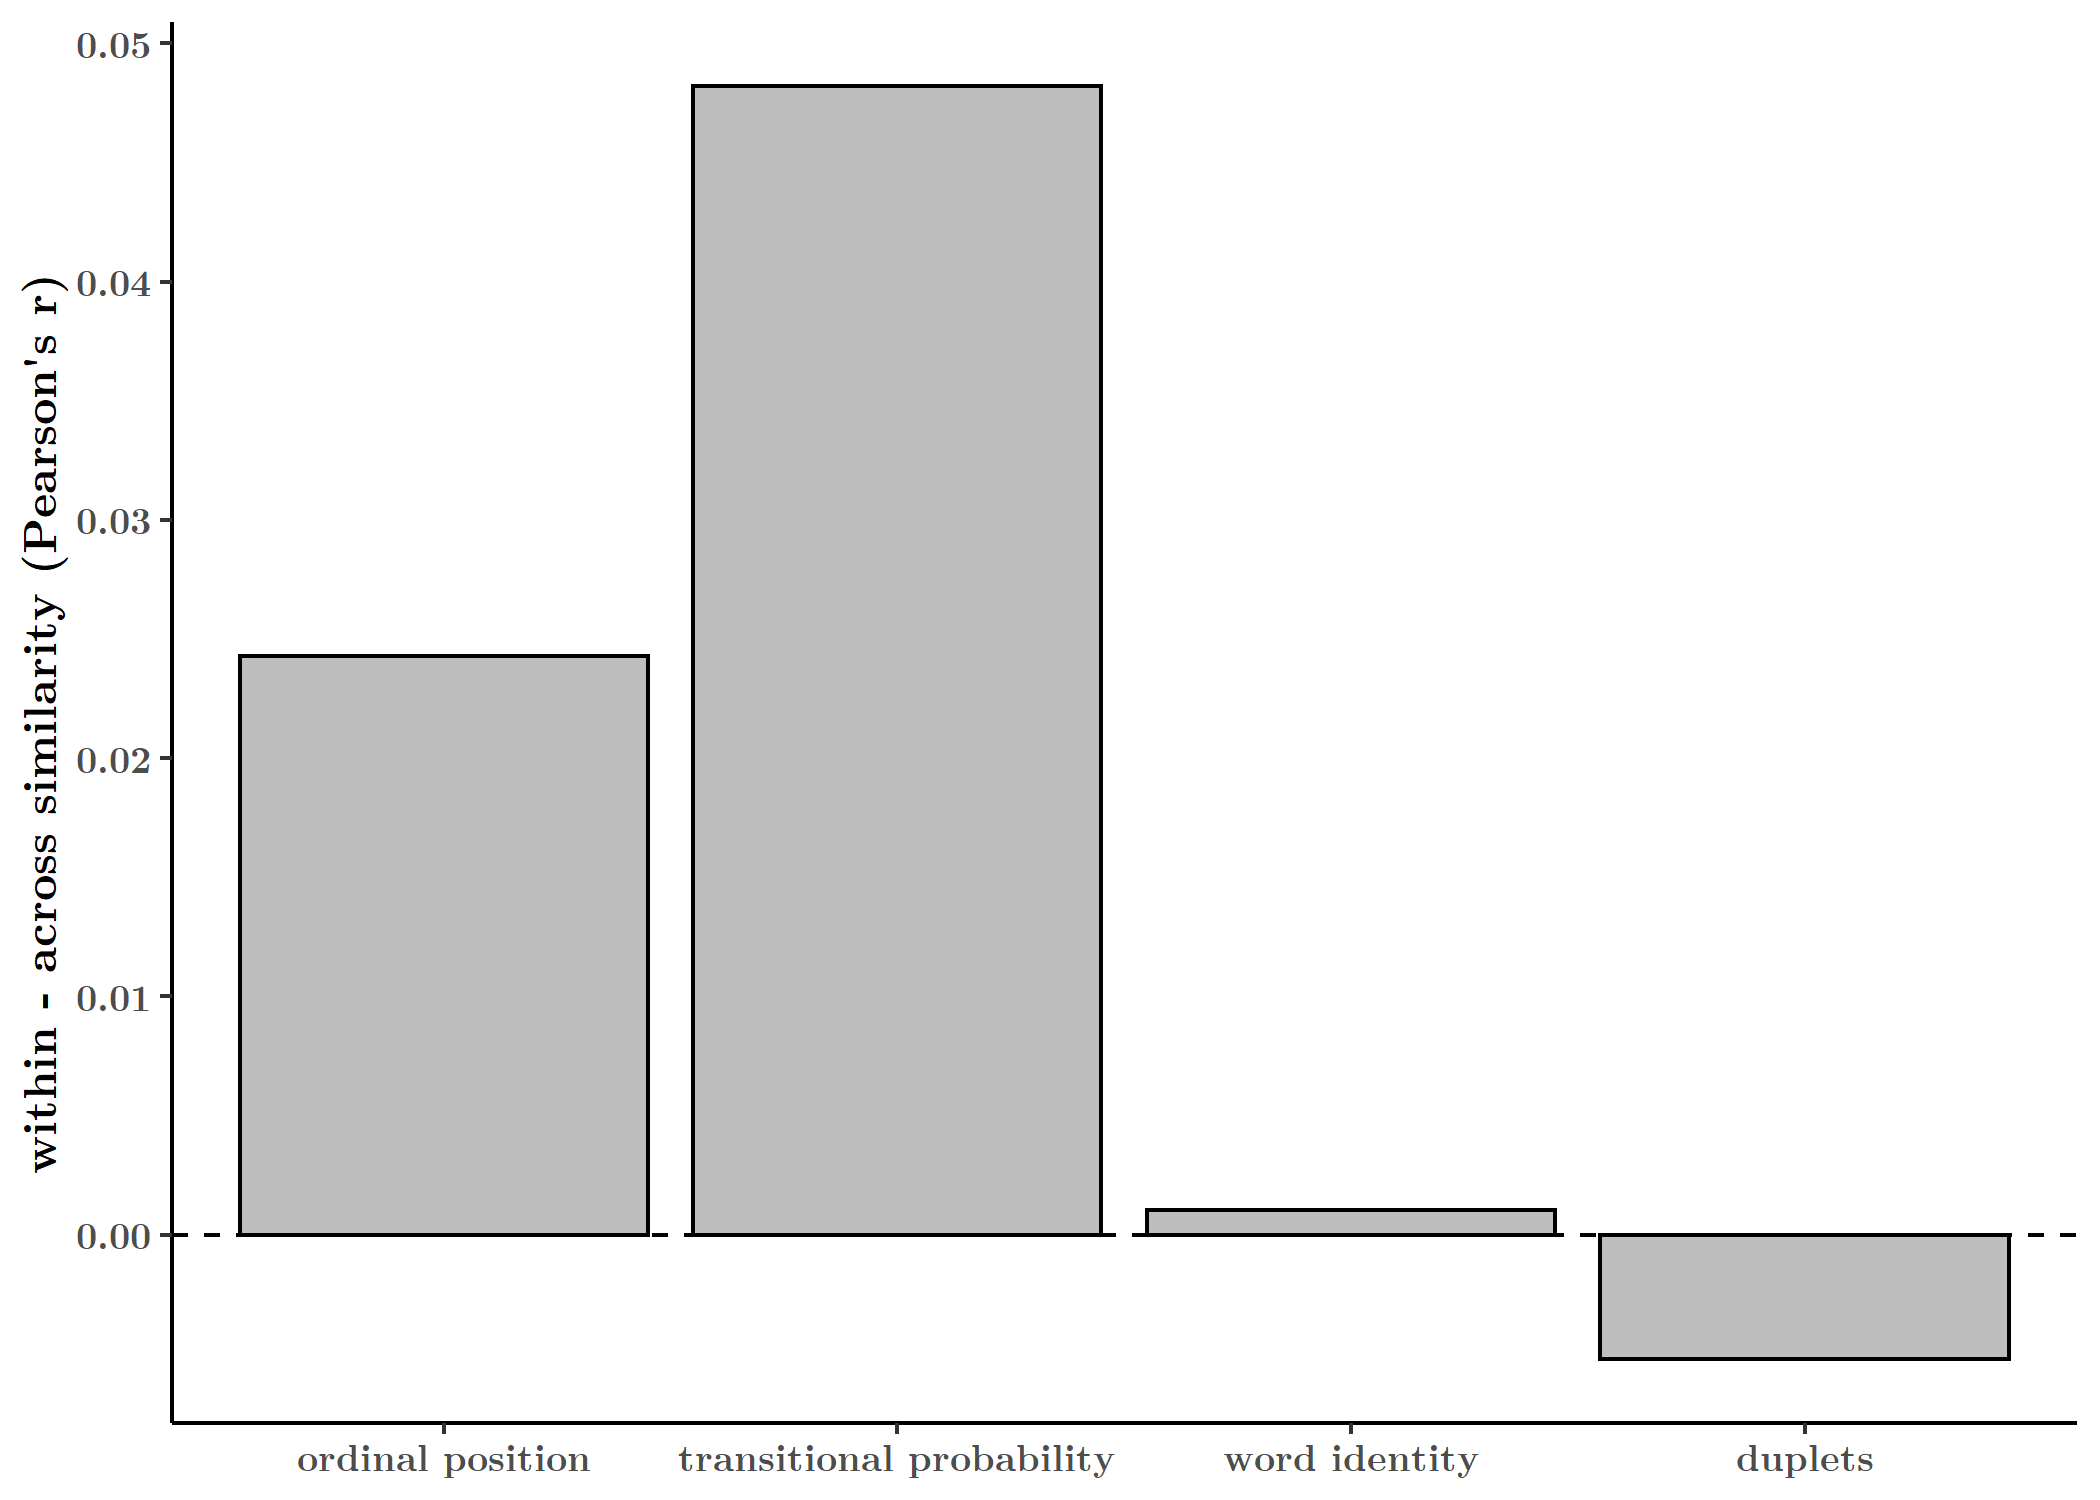 within - across similarity (Pearson's r)
0.05
0.04
0.03
0.02
0.01
0.00
ordinal position
transitional probability
word identity
duplets